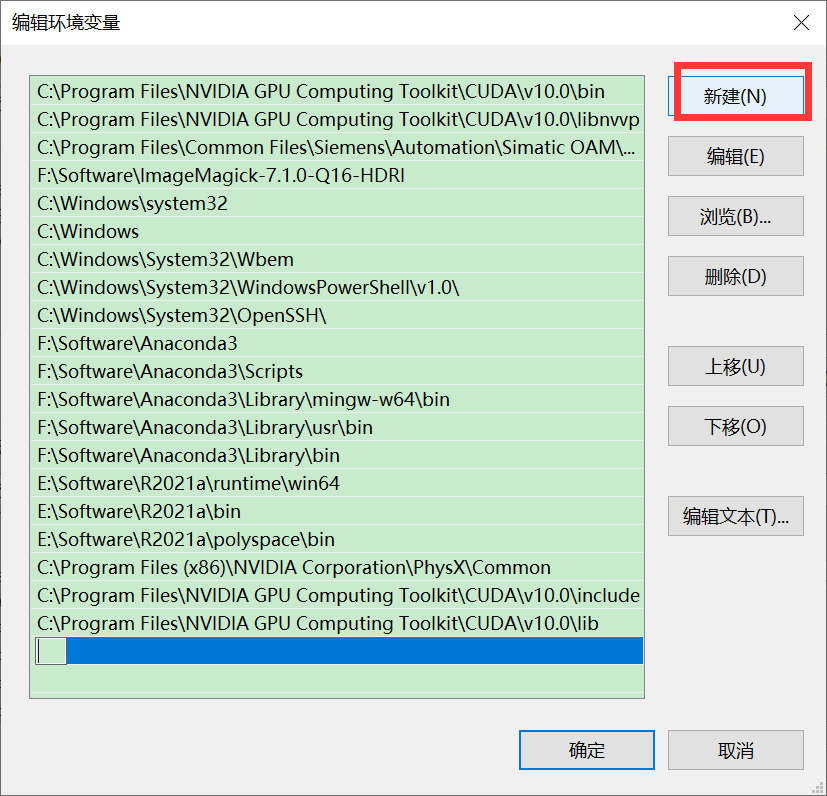 编辑环境变量
C:\Program Files\NVIDIA GPU Computing Toolkit\CUDA\v10.0\bin
C:\Program Files\NVIDIA GPU Computing Toolkit\CUDA\v10.0\libnvvp
C:\Program Files\Common Files\Siemens\Automation\Simatic OAM\...
F:\Software\ImageMagick-7.1.0-Q16-HDRI
C:\Windows\system32
C:\Windows
C:\Windows\System32\Wbem
C:\Windows\System32\WindowsPowerShell\v1.0\
C:\Windows\System32\OpenSSH\
F:\Software\Anaconda3
F:\Software\Anaconda3\Scripts
F:\Software\Anaconda3\Library\mingw-w64\bin
F:\Software\Anaconda3\Library\usr\bin
F:\Software\Anaconda3\Library\bin
E:\Software\R2021a\runtime\win64
E:\Software\R2021a\bin
E:\Software\R2021a\polyspace\bin
C:\Program Files (x86)\NVIDIA Corporation\PhysX\Common
C:\Program Files\NVIDIA GPU Computing Toolkit\CUDA\v10.0\include
C:\Program Files\NVIDIA GPU Computing Toolkit\CUDA\v10.0\lib
新建(N)
编辑(E)
浏览(B)...
删除(D)
上移(U)
下移(O)
编辑文本(T)...
确定
取消